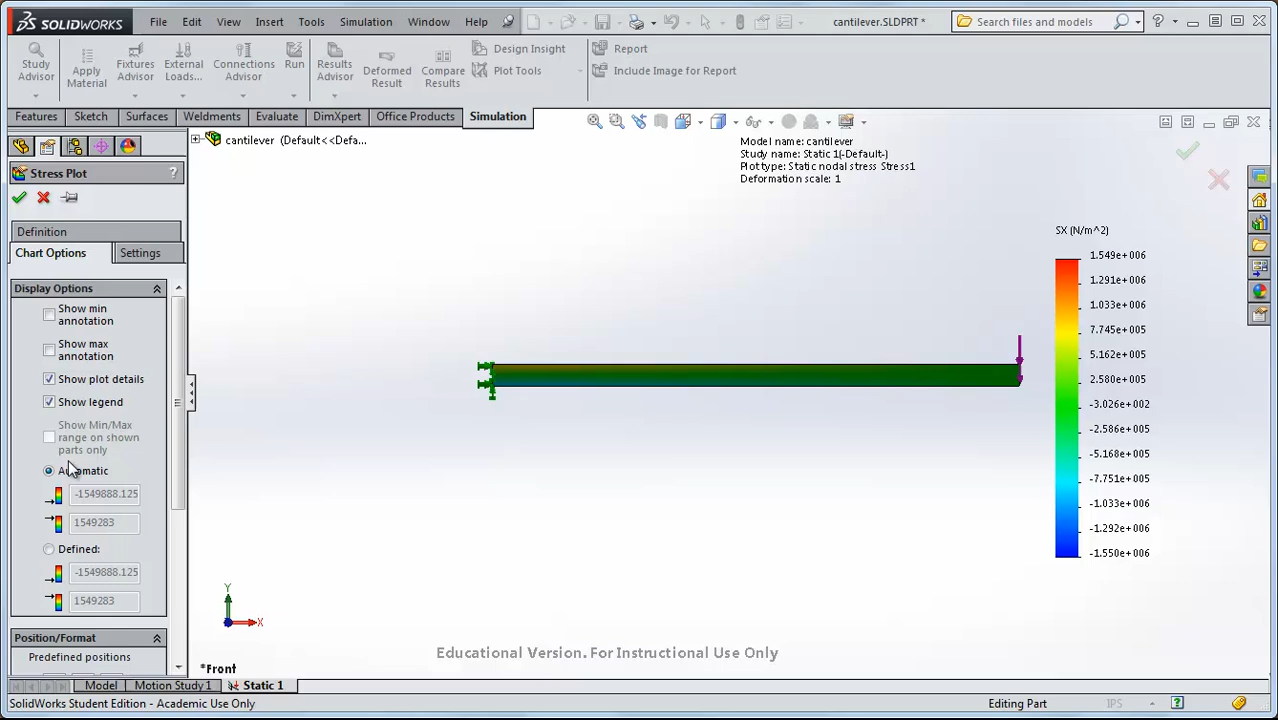 SOLIDWORKS File Edit View Insert Tools Simulation Window Help cantilever.SLDPRT * Search files and models ?
Study Advisor
Apply Material
Fixtures Advisor
External Loads...
Connections Advisor
Run
Results Advisor
Deformed Result
Compare Results
Design Insight
Plot Tools
Report
Include Image for Report
Features Sketch Surfaces Weldments Evaluate DimXpert Office Products Simulation
cantilever (Default<<Defa...
Stress Plot ?
Definition
Chart Options Settings
Display Options
Show min
annotation
Show max
annotation
Show plot details
Show legend
Show Min/Max
range on shown
parts only
Automatic
-1549888.125
1549283
Defined:
-1549888.125
1549283
Position/Format
Predefined positions
Model name: cantilever
Study name: Static 1(-Default-)
Plot type: Static nodal stress Stress1
Deformation scale: 1
SX (N/m^2)
1.549e+006
1.291e+006
1.033e+006
7.745e+005
5.162e+005
2.580e+005
-3.026e+002
-2.586e+005
-5.168e+005
-7.751e+005
-1.033e+006
-1.292e+006
-1.550e+006
Y
X
Educational Version. For Instructional Use Only
*Front
Model Motion Study 1 Static 1
SolidWorks Student Edition - Academic Use Only Editing Part IPS ?